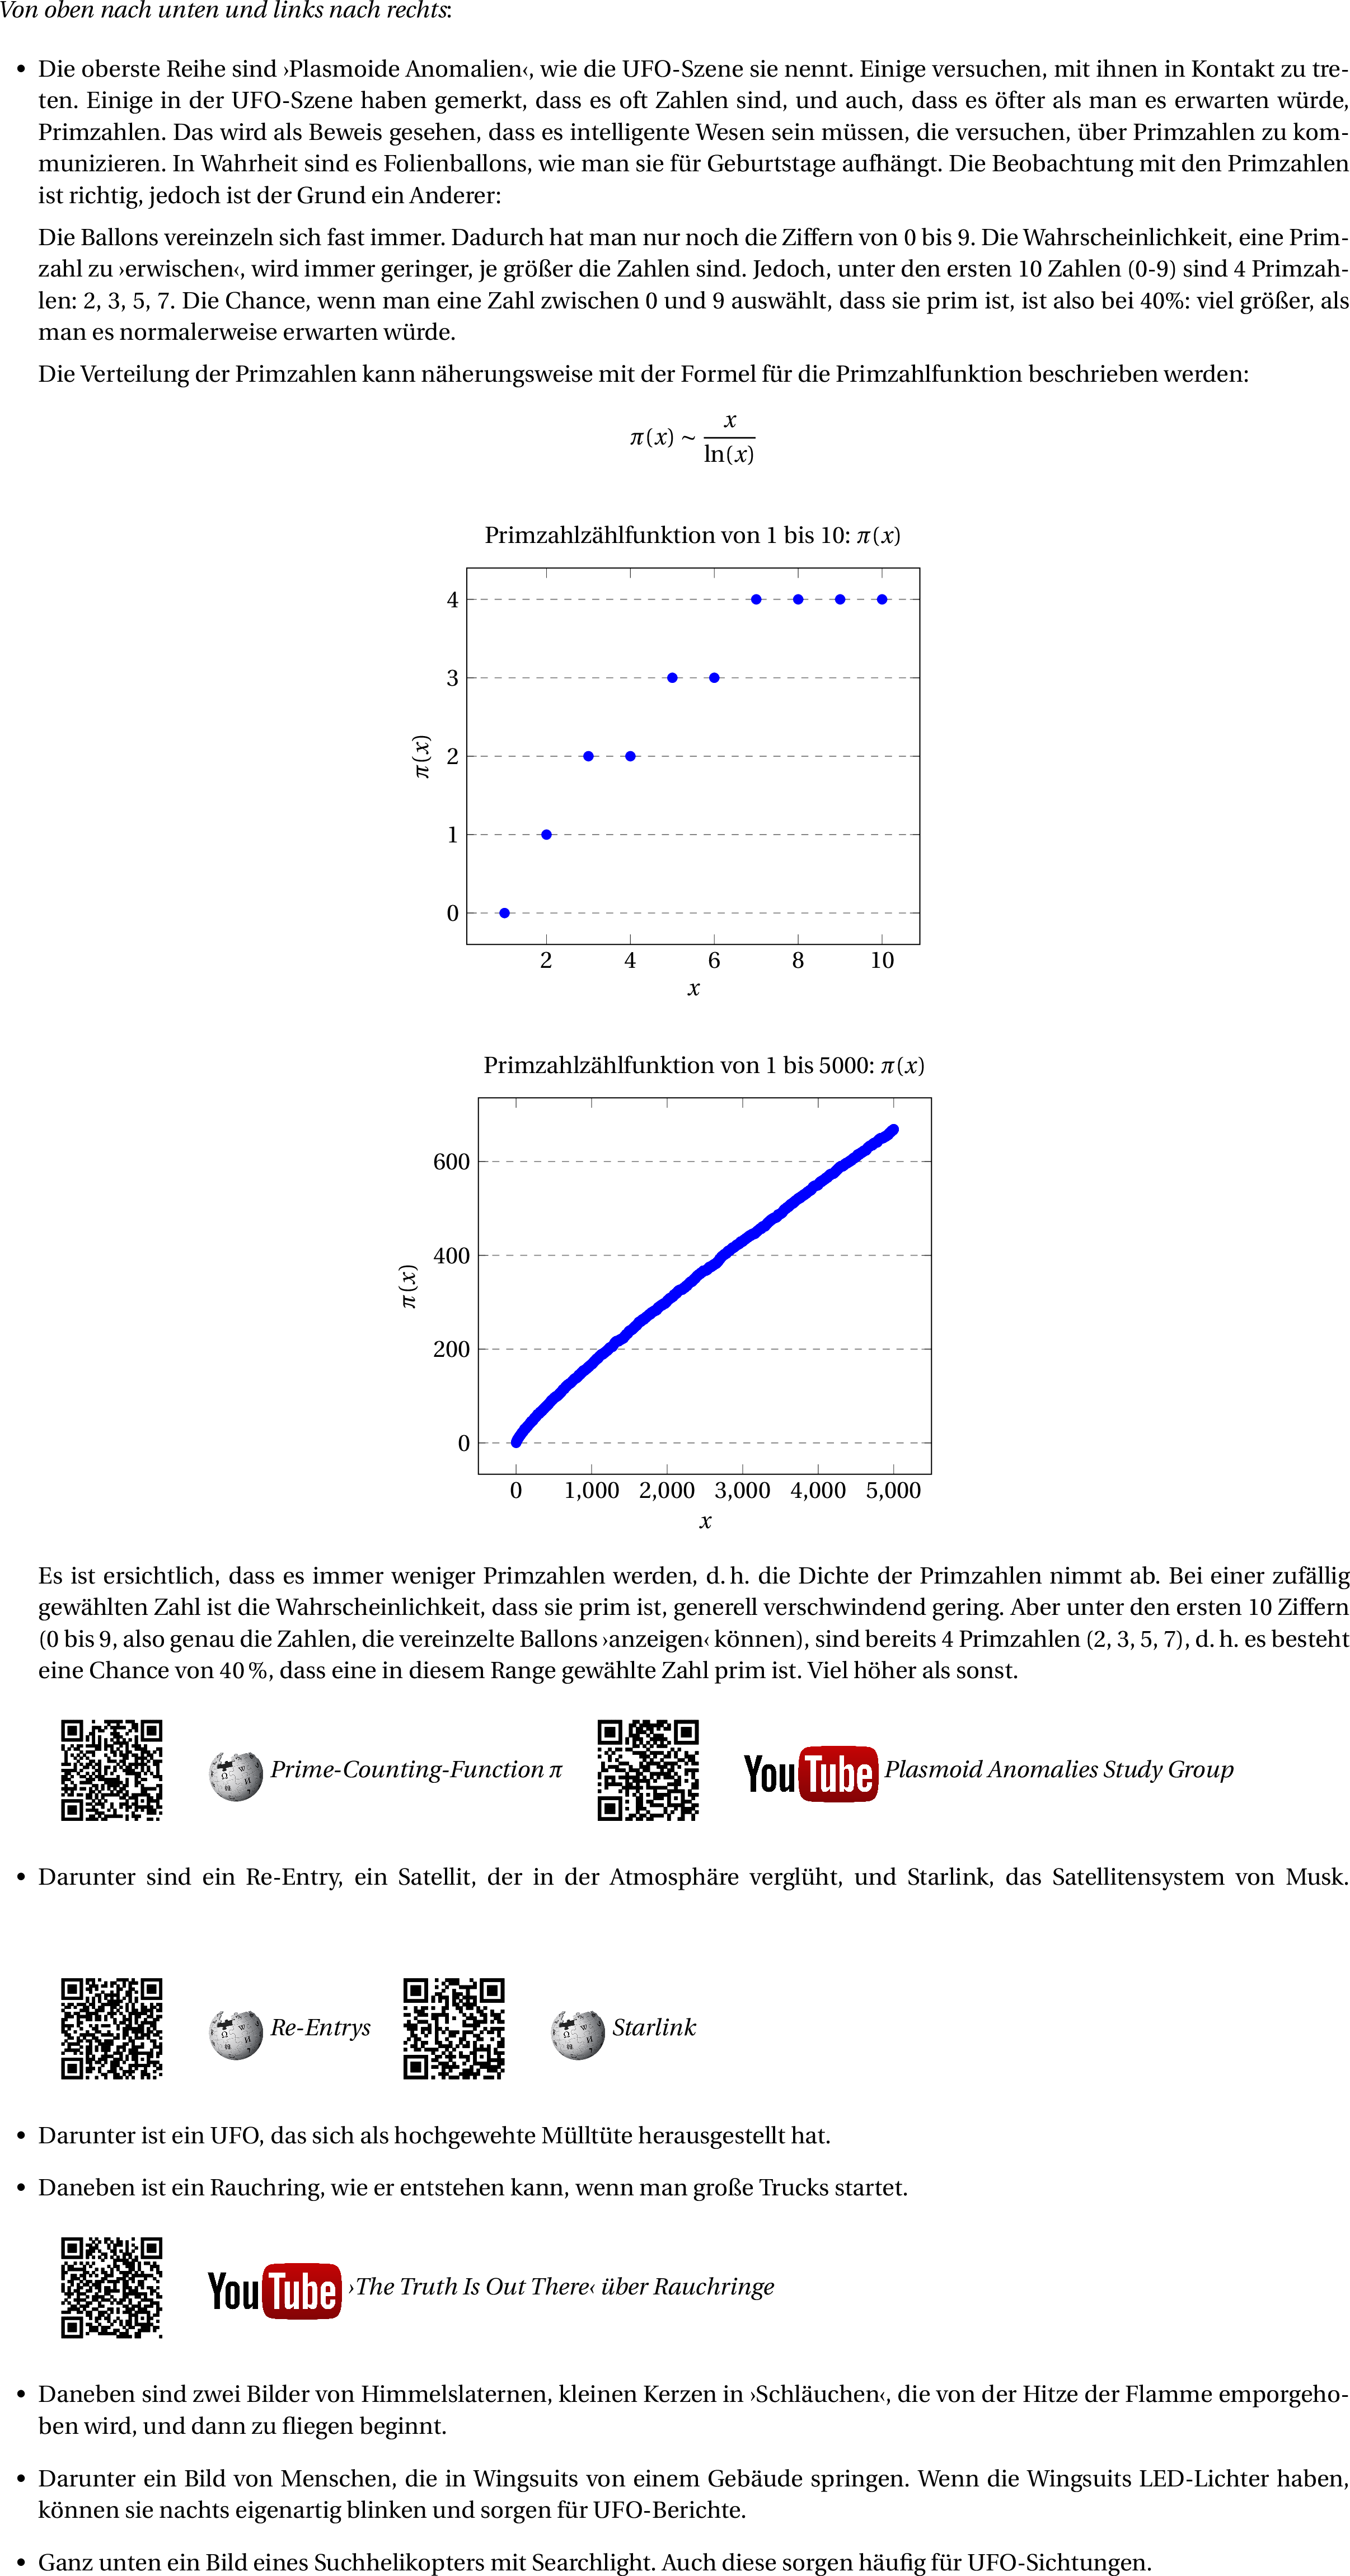 Von oben nach unten und links nach rechts:
• Die oberste Reihe sind ›Plasmoide Anomalien‹, wie die UFO-Szene sie nennt. Einige versuchen, mit ihnen in Kontakt zu tre-
ten. Einige in der UFO-Szene haben gemerkt, dass es oft Zahlen sind, und auch, dass es öfter als man es erwarten würde,
Primzahlen. Das wird als Beweis gesehen, dass es intelligente Wesen sein müssen, die versuchen, über Primzahlen zu kom-
munizieren. In Wahrheit sind es Folienballons, wie man sie für Geburtstage aufhängt. Die Beobachtung mit den Primzahlen
ist richtig, jedoch ist der Grund ein Anderer:
Die Ballons vereinzeln sich fast immer. Dadurch hat man nur noch die Ziffern von 0 bis 9. Die Wahrscheinlichkeit, eine Prim-
zahl zu ›erwischen‹, wird immer geringer, je größer die Zahlen sind. Jedoch, unter den ersten 10 Zahlen (0-9) sind 4 Primzah-
len: 2, 3, 5, 7. Die Chance, wenn man eine Zahl zwischen 0 und 9 auswählt, dass sie prim ist, ist also bei 40%: viel größer, als
man es normalerweise erwarten würde.
Die Verteilung der Primzahlen kann näherungsweise mit der Formel für die Primzahlfunktion beschrieben werden:
π(x) ~ x / ln(x)
Primzahlzählfunktion von 1 bis 10: π(x)
4
3
2
1
0
π(x)
2 4 6 8 10
x
Primzahlzählfunktion von 1 bis 5000: π(x)
600
400
200
0
π(x)
0 1,000 2,000 3,000 4,000 5,000
x
Es ist ersichtlich, dass es immer weniger Primzahlen werden, d. h. die Dichte der Primzahlen nimmt ab. Bei einer zufällig
gewählten Zahl ist die Wahrscheinlichkeit, dass sie prim ist, generell verschwindend gering. Aber unter den ersten 10 Ziffern
(0 bis 9, also genau die Zahlen, die vereinzelte Ballons ›anzeigen‹ können), sind bereits 4 Primzahlen (2, 3, 5, 7), d. h. es besteht
eine Chance von 40 %, dass eine in diesem Range gewählte Zahl prim ist. Viel höher als sonst.
Prime-Counting-Function π YouTube Plasmoid Anomalies Study Group
• Darunter sind ein Re-Entry, ein Satellit, der in der Atmosphäre verglüht, und Starlink, das Satellitensystem von Musk.
Re-Entrys Starlink
• Darunter ist ein UFO, das sich als hochgewehte Mülltüte herausgestellt hat.
• Daneben ist ein Rauchring, wie er entstehen kann, wenn man große Trucks startet.
YouTube ›The Truth Is Out There‹ über Rauchringe
• Daneben sind zwei Bilder von Himmelslaternen, kleinen Kerzen in ›Schläuchen‹, die von der Hitze der Flamme emporgeho-
ben wird, und dann zu fliegen beginnt.
• Darunter ein Bild von Menschen, die in Wingsuits von einem Gebäude springen. Wenn die Wingsuits LED-Lichter haben,
können sie nachts eigenartig blinken und sorgen für UFO-Berichte.
• Ganz unten ein Bild eines Suchhelikopters mit Searchlight. Auch diese sorgen häufig für UFO-Sichtungen.